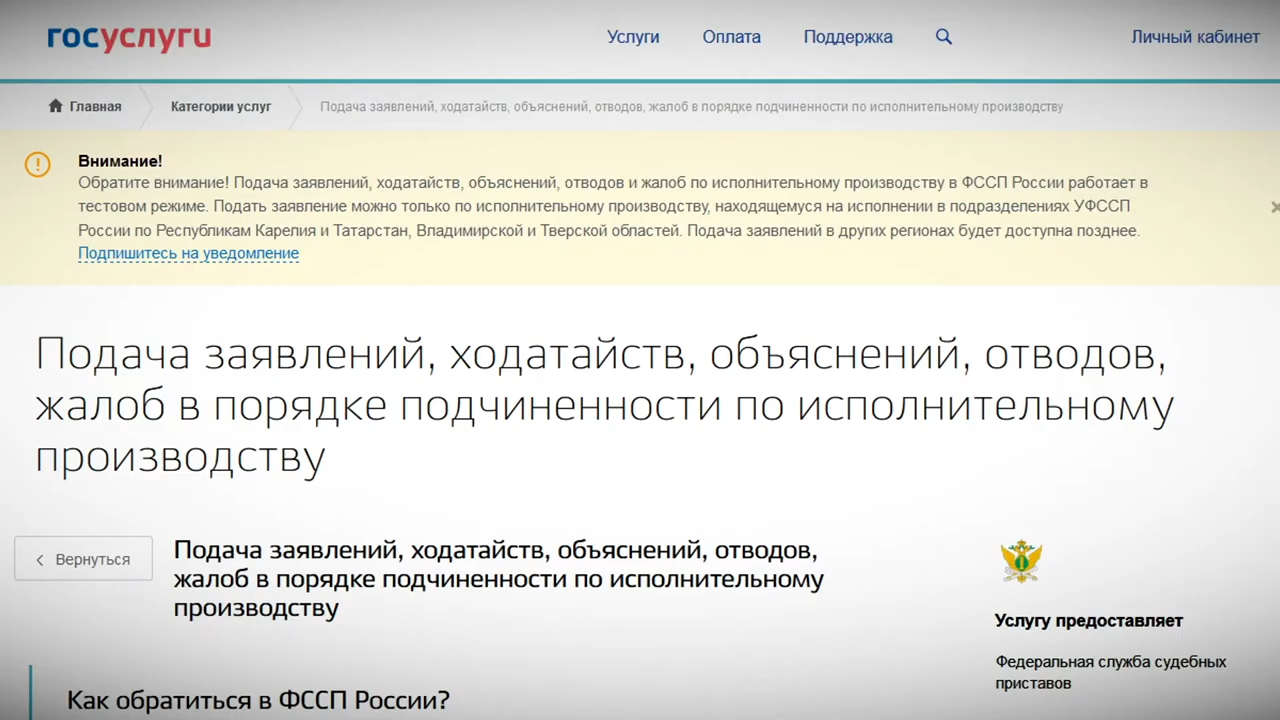 госуслуги
Услуги
Оплата
Поддержка
Личный кабинет
Главная
Категории услуг
Подача заявлений, ходатайств, объяснений, отводов, жалоб в порядке подчиненности по исполнительному производству
Внимание!
Обратите внимание! Подача заявлений, ходатайств, объяснений, отводов и жалоб по исполнительному производству в ФССП России работает в
тестовом режиме. Подать заявление можно только по исполнительному производству, находящемуся на исполнении в подразделениях УФССП
России по Республикам Карелия и Татарстан, Владимирской и Тверской областей. Подача заявлений в других регионах будет доступна позднее.
Подпишитесь на уведомление
Подача заявлений, ходатайств, объяснений, отводов,
жалоб в порядке подчиненности по исполнительному
производству
Вернуться
Подача заявлений, ходатайств, объяснений, отводов,
жалоб в порядке подчиненности по исполнительному
производству
Услугу предоставляет
Федеральная служба судебных
приставов
Как обратиться в ФССП России?